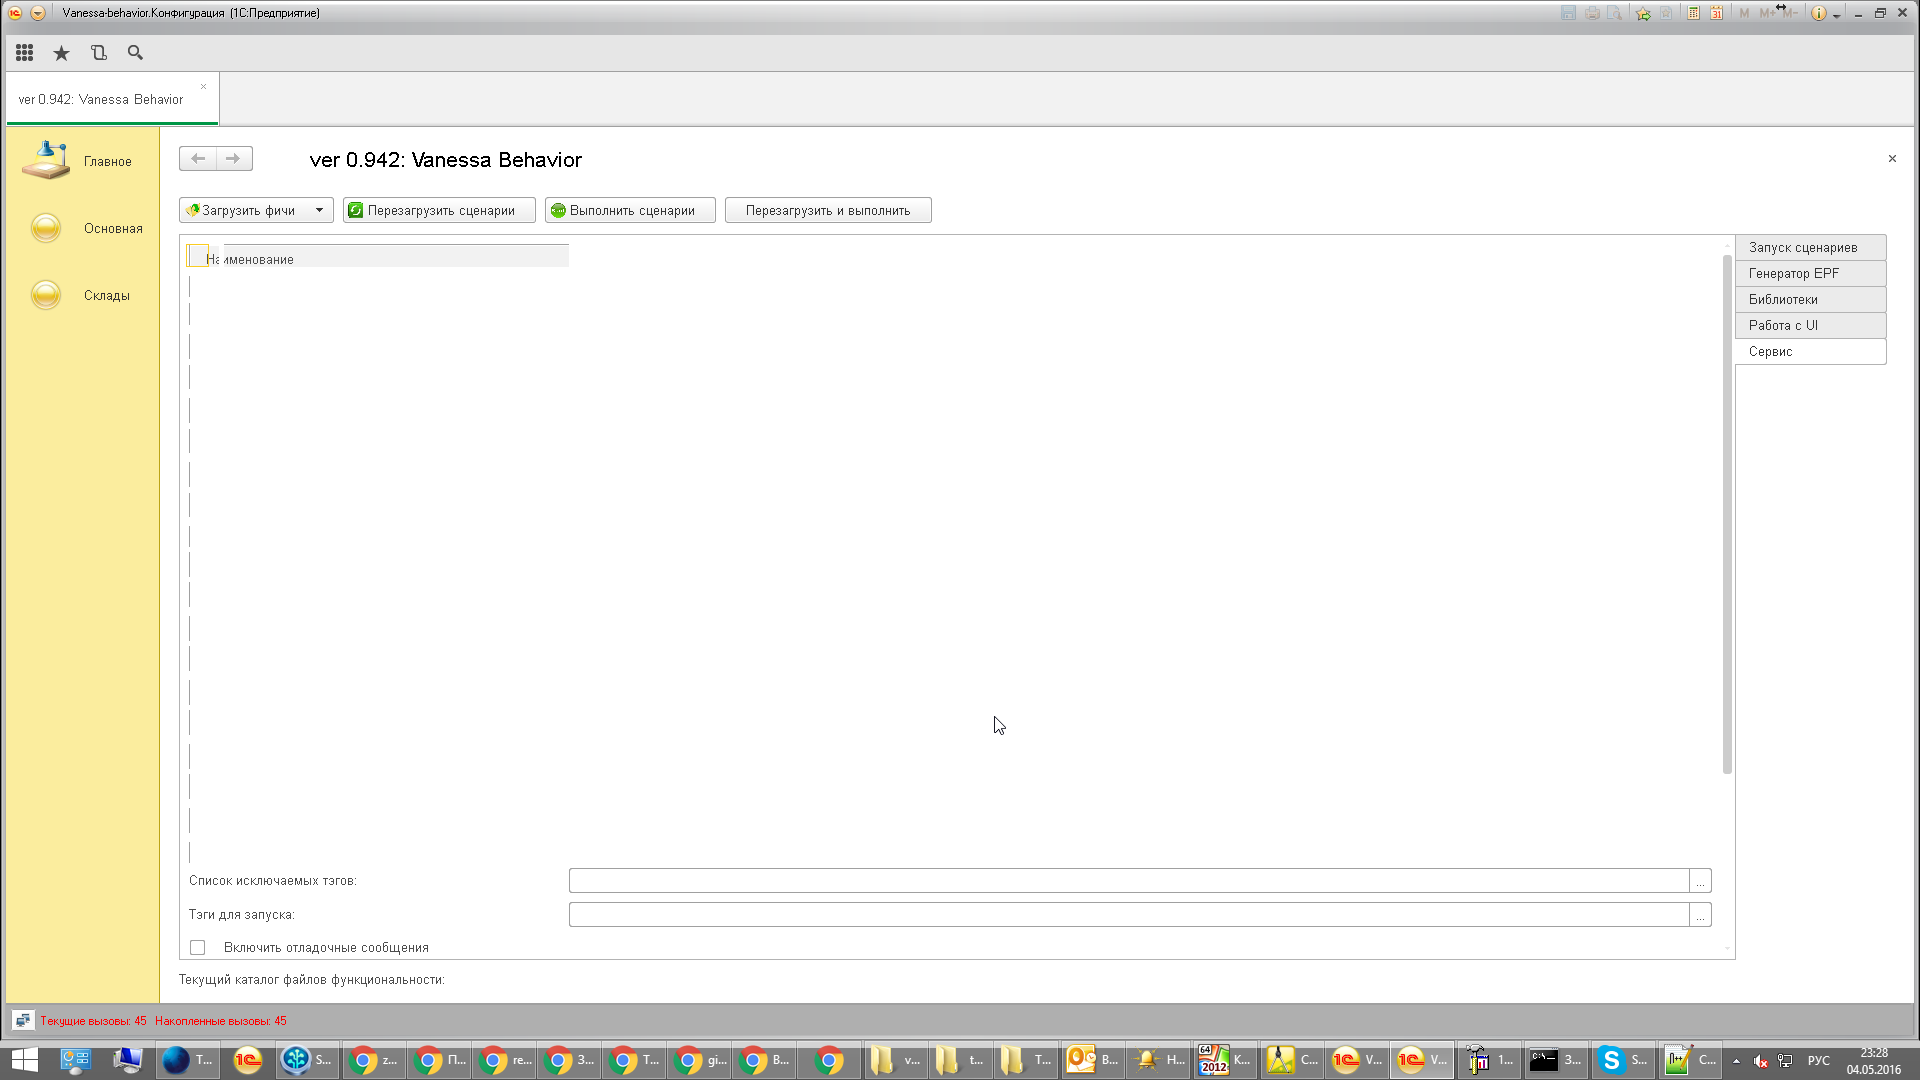 Vanessa-behavior.Конфигурация (1С:Предприятие)
M M+ M-
ver 0.942: Vanessa Behavior
Главное
Основная
Склады
ver 0.942: Vanessa Behavior
Загрузить фичи
Перезагрузить сценарии
Выполнить сценарии
Перезагрузить и выполнить
Наименование
Запуск сценариев
Генератор EPF
Библиотеки
Работа с UI
Сервис
Список исключаемых тэгов:
...
Тэги для запуска:
...
Включить отладочные сообщения
Текущий каталог файлов функциональности:
Текущие вызовы: 45 Накопленные вызовы: 45
T... S... z... П... re... З... T... gi... B... v... t... T... B... Н... К... С... V... V... 1... З... S... C...
РУС
23:28
04.05.2016